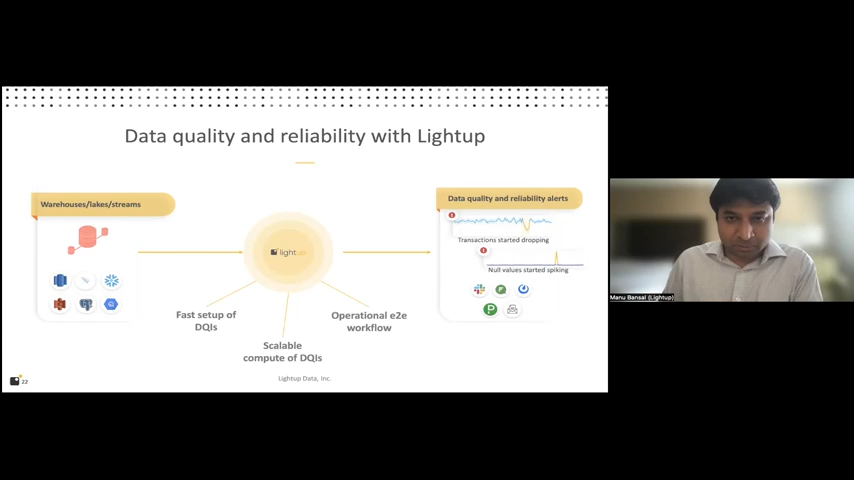 Data quality and reliability with Lightup
Warehouses/lakes/streams
Data quality and reliability alerts
Transactions started dropping
Null values started spiking
lightup
Fast setup of
DQIs
Scalable
compute of DQIs
Operational e2e
workflow
Lightup Data, Inc.
22
Manu Bansal (Lightup)